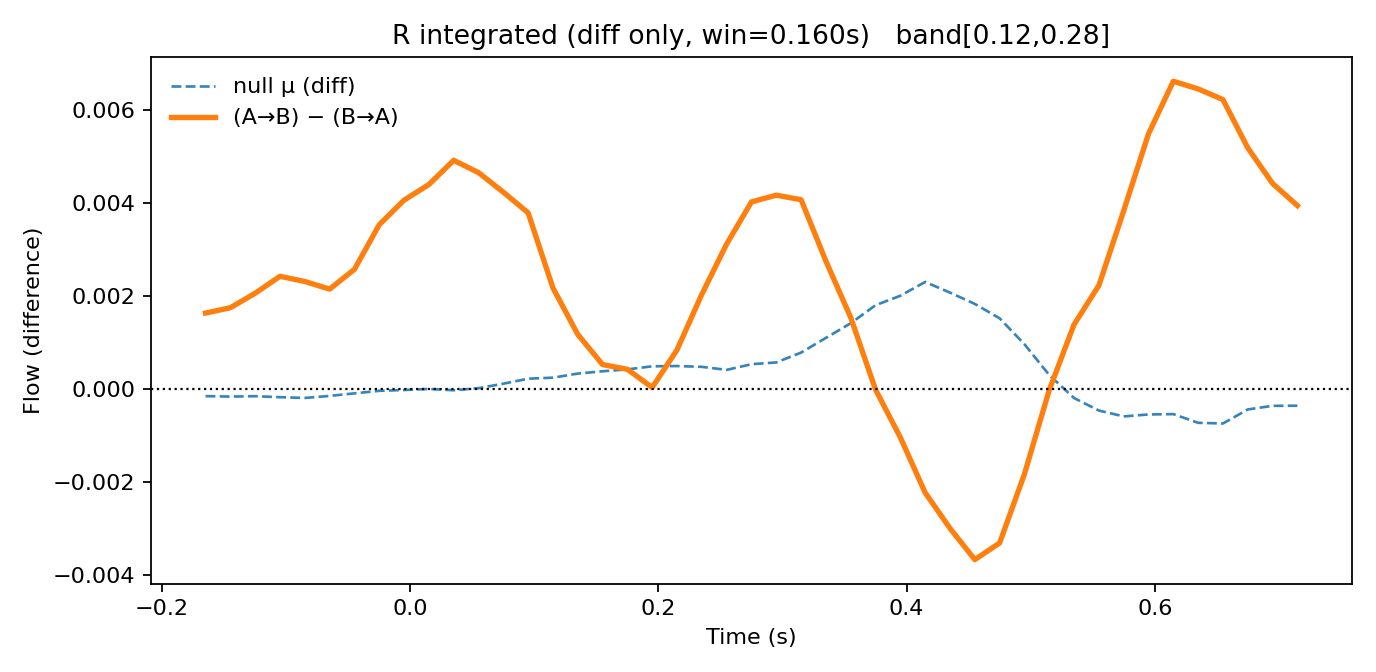 R integrated (diff only, win=0.160s)   band[0.12,0.28]
null μ (diff)
(A→B) − (B→A)
Flow (difference)
0.006
0.004
0.002
0.000
−0.002
−0.004
−0.2
0.0
0.2
0.4
0.6
Time (s)